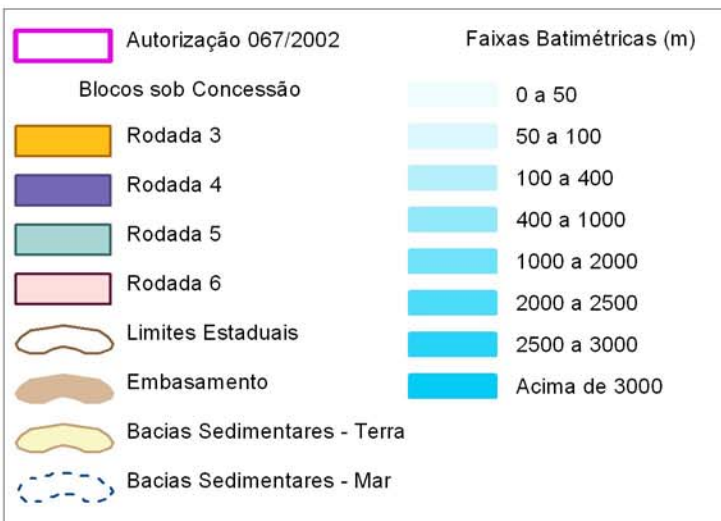 Autorização 067/2002
Blocos sob Concessão
Rodada 3
Rodada 4
Rodada 5
Rodada 6
Limites Estaduais
Embasamento
Bacias Sedimentares - Terra
Bacias Sedimentares - Mar
Faixas Batimétricas (m)
0 a 50
50 a 100
100 a 400
400 a 1000
1000 a 2000
2000 a 2500
2500 a 3000
Acima de 3000